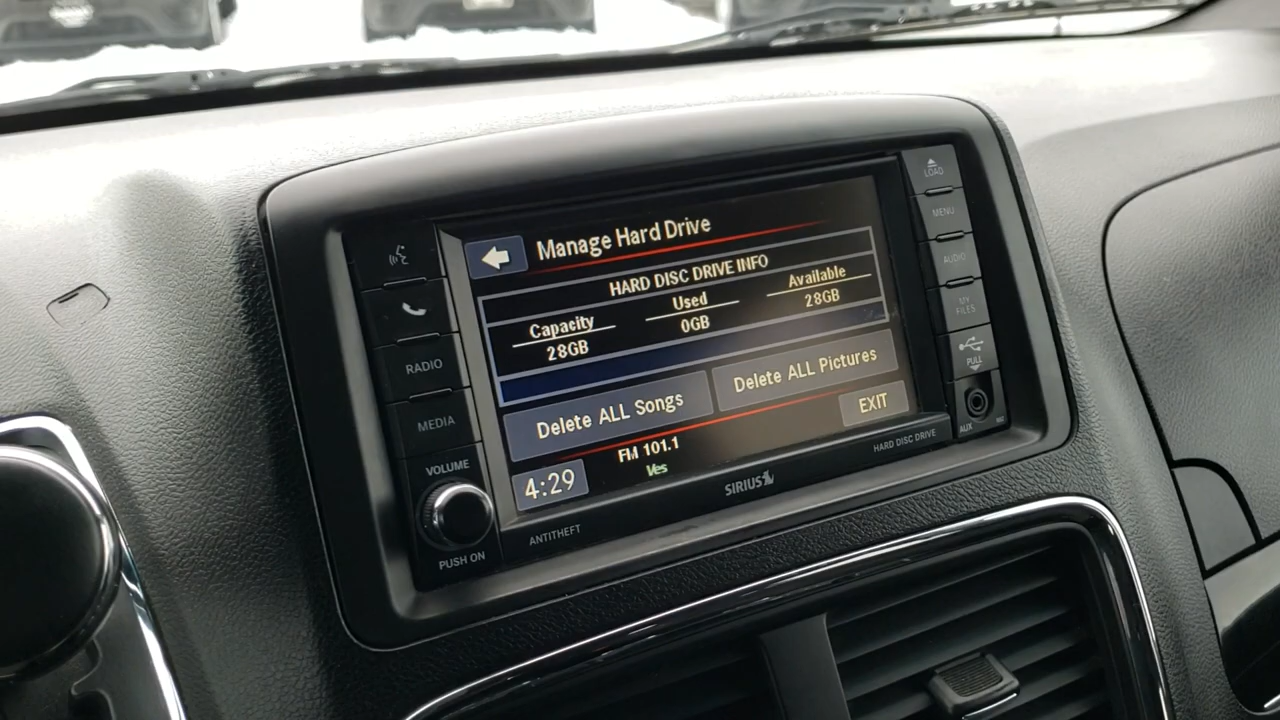 Manage Hard Drive
HARD DISC DRIVE INFO
Capacity Used Available
28GB 0GB 28GB
Delete ALL Songs Delete ALL Pictures
EXIT
FM 101.1
Ves
4:29
RADIO
MEDIA
VOLUME
PUSH ON
ANTITHEFT
SIRIUS
HARD DISC DRIVE
LOAD
MENU
AUDIO
MY
FILES
PULL
AUX